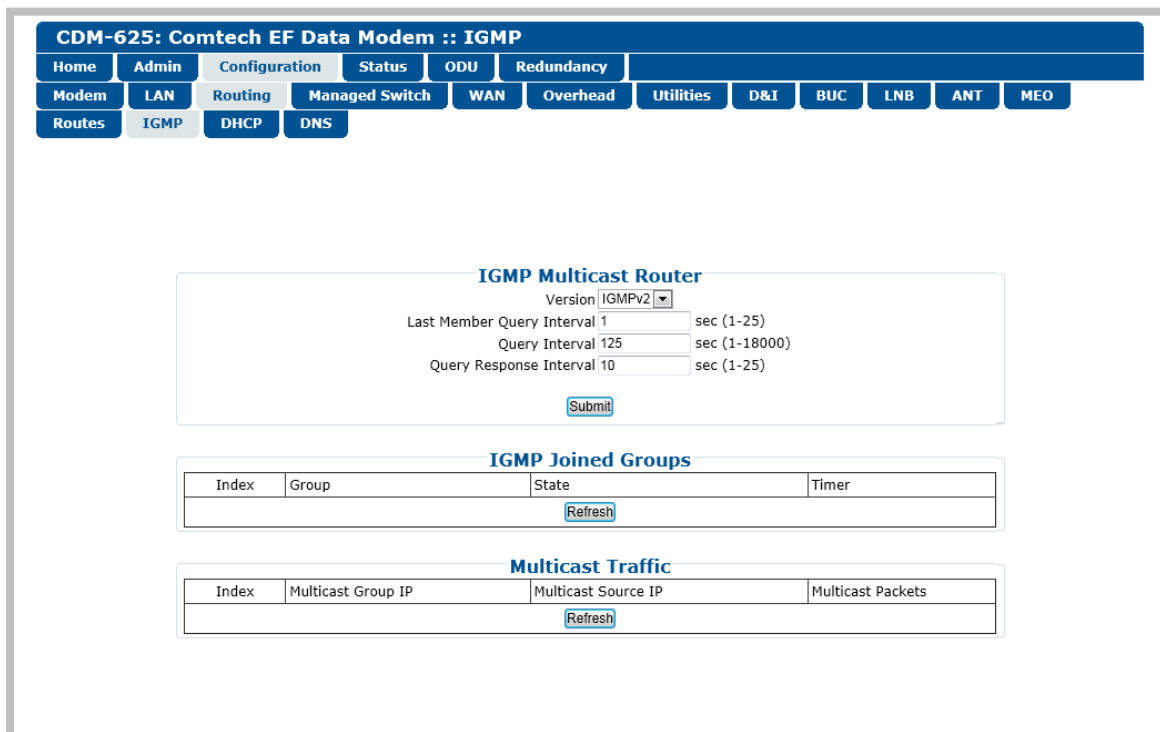 CDM-625: Comtech EF Data Modem :: IGMP
Home Admin Configuration Status ODU Redundancy
Modem LAN Routing Managed Switch WAN Overhead Utilities D&I BUC LNB ANT MEO
Routes IGMP DHCP DNS
IGMP Multicast Router
Version IGMPv2
Last Member Query Interval 1 sec (1-25)
Query Interval 125 sec (1-18000)
Query Response Interval 10 sec (1-25)
Submit
IGMP Joined Groups
Index Group State Timer
Refresh
Multicast Traffic
Index Multicast Group IP Multicast Source IP Multicast Packets
Refresh